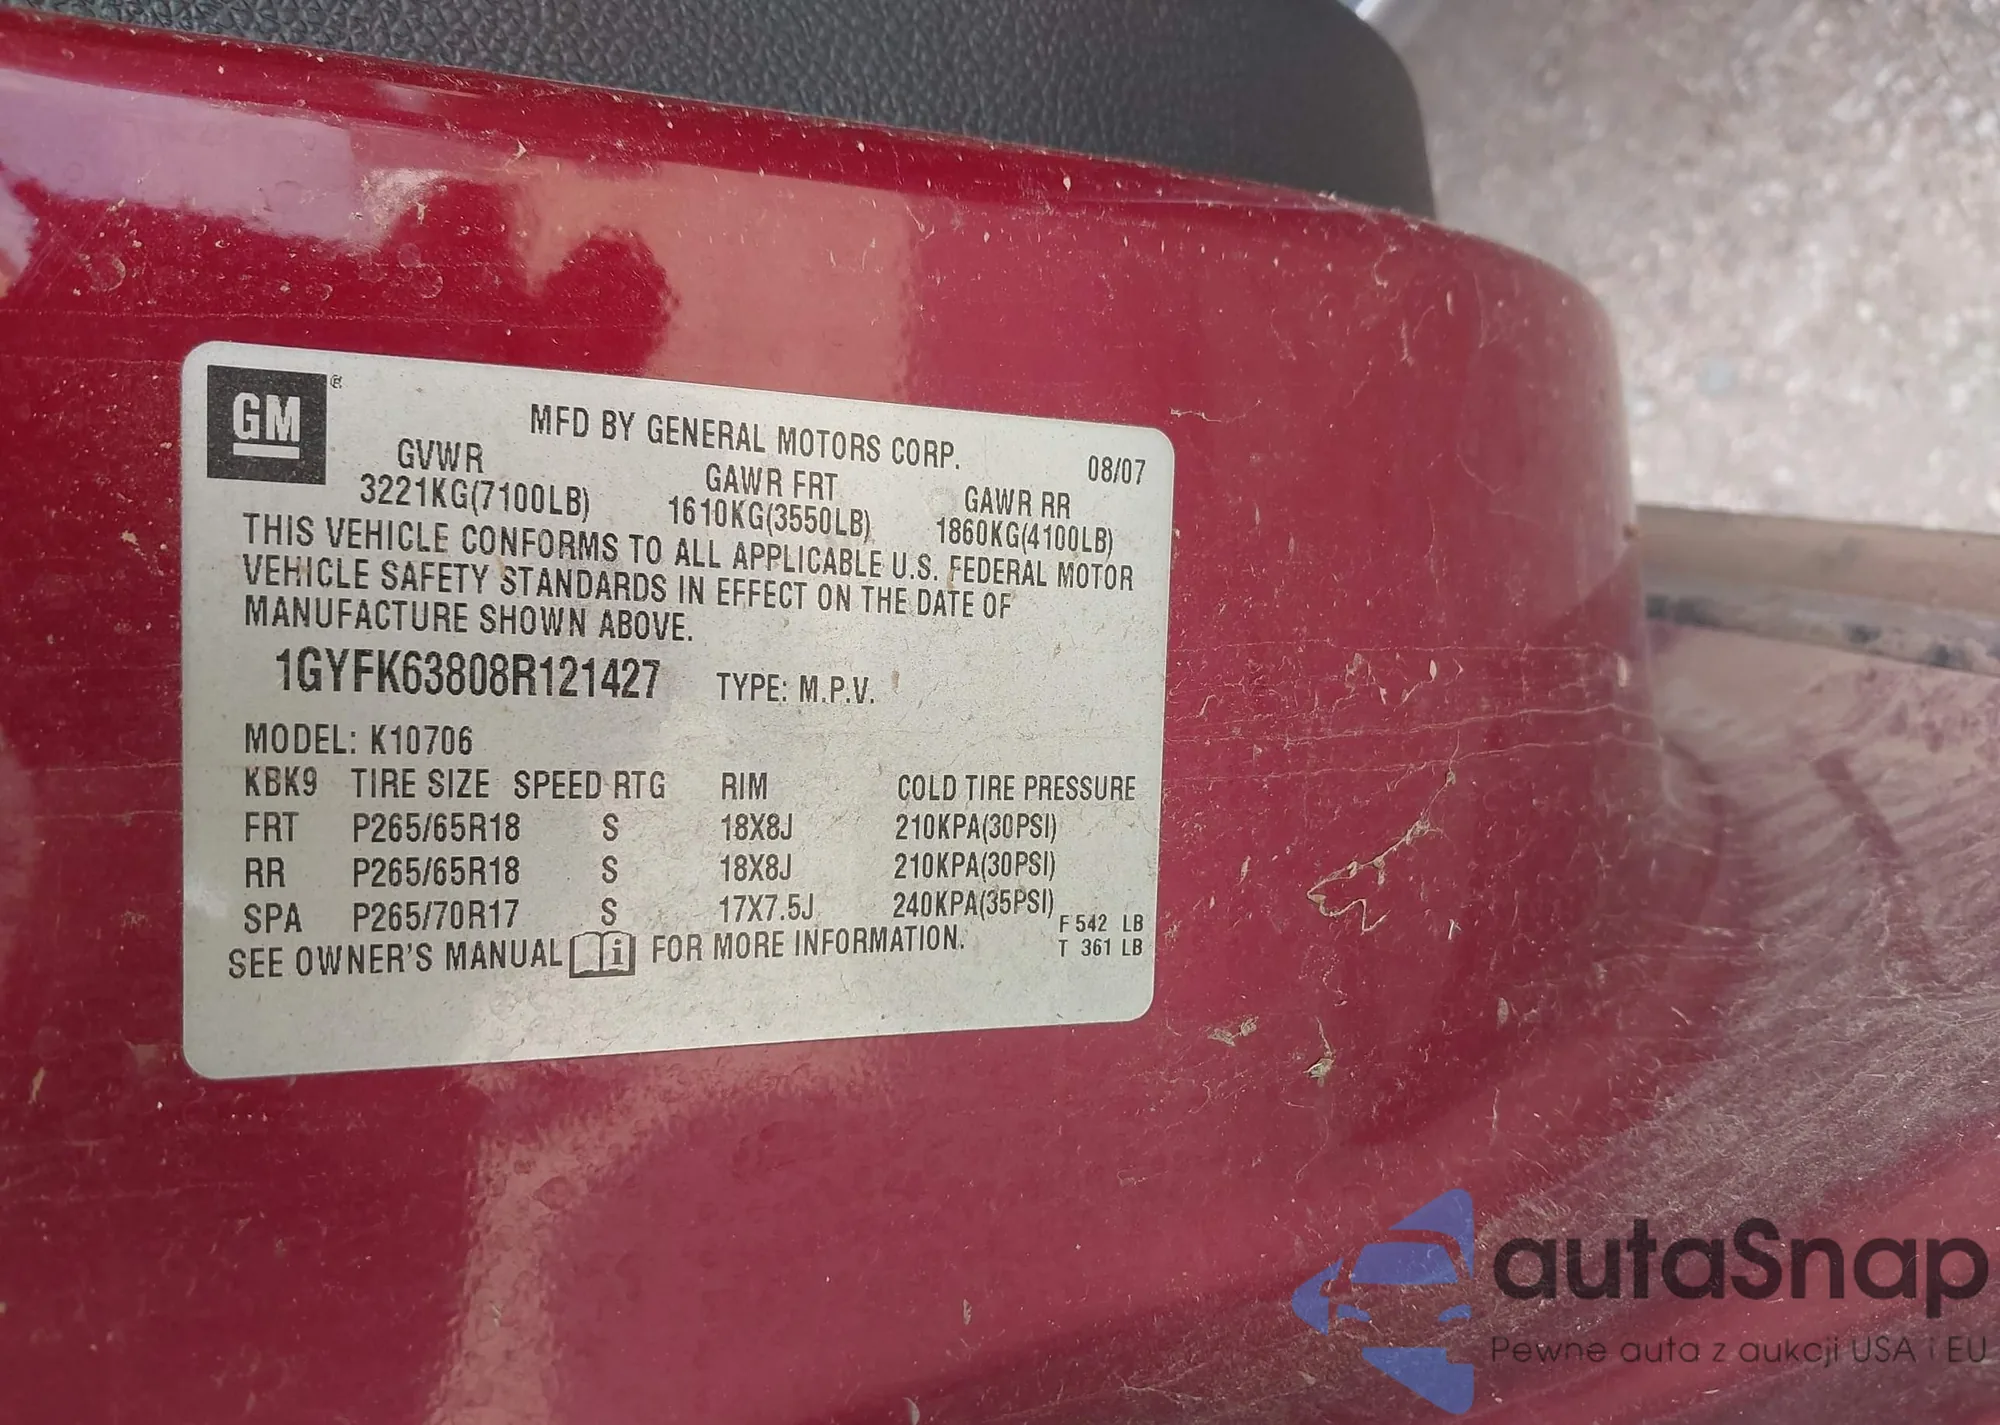 GM ®
MFD BY GENERAL MOTORS CORP.
08/07
GVWR GAWR FRT GAWR RR
3221KG(7100LB) 1610KG(3550LB) 1860KG(4100LB)
THIS VEHICLE CONFORMS TO ALL APPLICABLE U.S. FEDERAL MOTOR
VEHICLE SAFETY STANDARDS IN EFFECT ON THE DATE OF
MANUFACTURE SHOWN ABOVE.
1GYFK63808R121427 TYPE: M.P.V.
MODEL: K10706
KBK9 TIRE SIZE SPEED RTG RIM COLD TIRE PRESSURE
FRT P265/65R18 S 18X8J 210KPA(30PSI)
RR P265/65R18 S 18X8J 210KPA(30PSI)
SPA P265/70R17 S 17X7.5J 240KPA(35PSI)
F 542 LB
SEE OWNER'S MANUAL i FOR MORE INFORMATION.
T 361 LB
autaSnap
Pewne auta z aukcji USA i EU